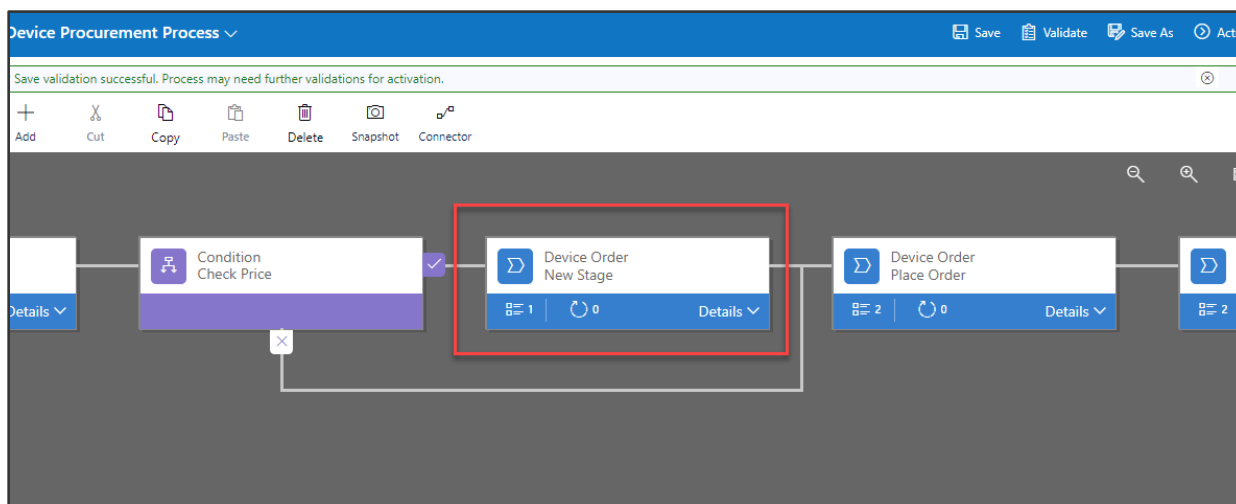 Device Procurement Process
Save
Validate
Save As
Save validation successful. Process may need further validations for activation.
Add
Cut
Copy
Paste
Delete
Snapshot
Connector
Condition
Check Price
Device Order
New Stage
Device Order
Place Order
Details
1
0
Details
2
0
Details
2